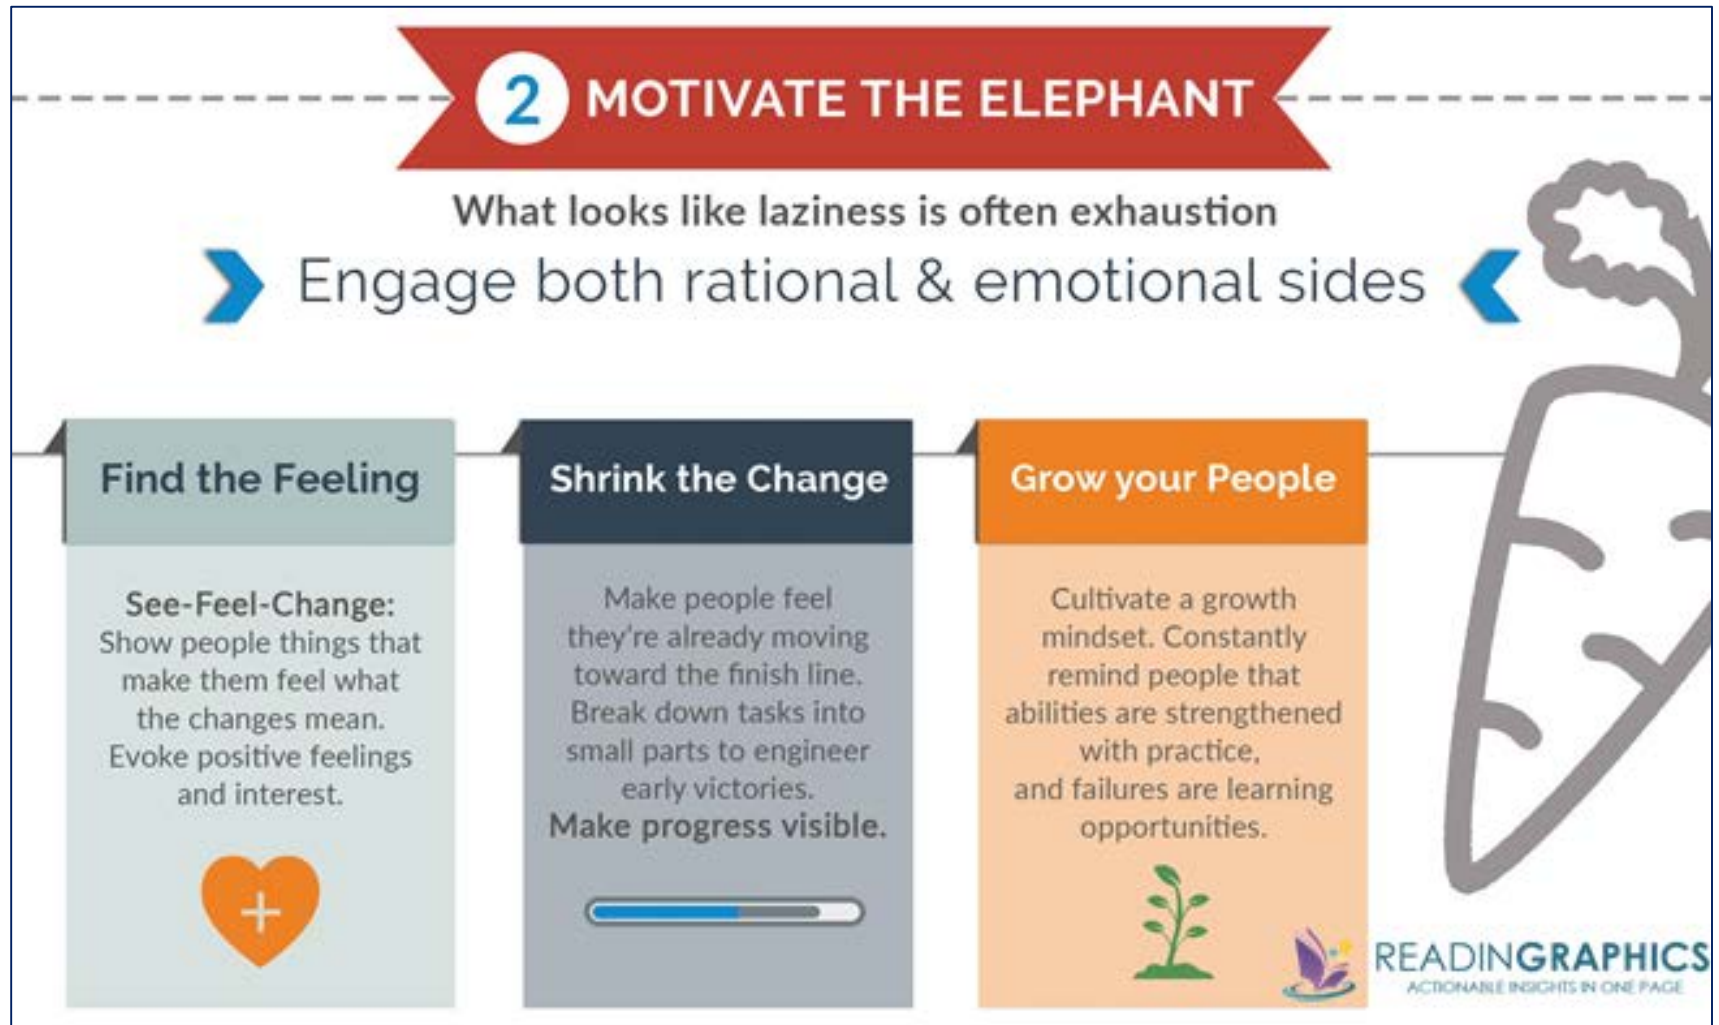 2 MOTIVATE THE ELEPHANT
What looks like laziness is often exhaustion
Engage both rational & emotional sides
Find the Feeling
See-Feel-Change:
Show people things that
make them feel what
the changes mean.
Evoke positive feelings
and interest.
Shrink the Change
Make people feel
they're already moving
toward the finish line.
Break down tasks into
small parts to engineer
early victories.
Make progress visible.
Grow your People
Cultivate a growth
mindset. Constantly
remind people that
abilities are strengthened
with practice,
and failures are learning
opportunities.
READINGRAPHICS
ACTIONABLE INSIGHTS IN ONE PAGE